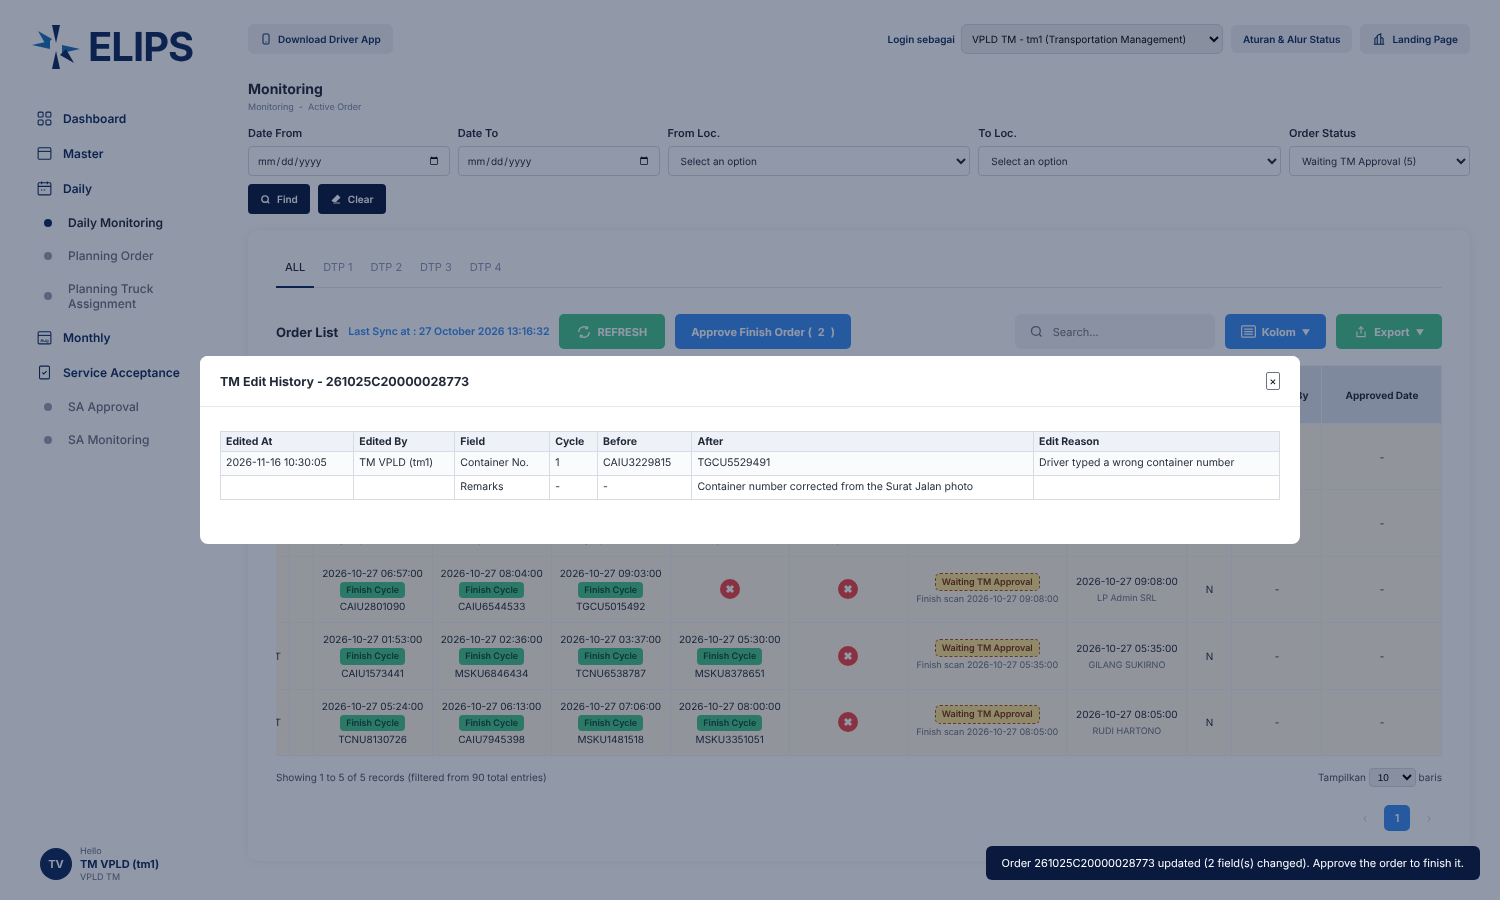 ELIPS
Download Driver App
Login sebagai
VPLD TM - tm1 (Transportation Management)
Aturan & Alur Status
Landing Page
Dashboard
Master
Daily
Daily Monitoring
Planning Order
Planning Truck
Assignment
Monthly
Service Acceptance
SA Approval
SA Monitoring
Hello
TV
TM VPLD (tm1)
VPLD TM
Monitoring
Monitoring - Active Order
Date From
Date To
From Loc.
To Loc.
Order Status
mm/dd/yyyy
mm/dd/yyyy
Select an option
Select an option
Waiting TM Approval (5)
Find
Clear
ALL DTP 1 DTP 2 DTP 3 DTP 4
Order List
Last Sync at : 27 October 2026 13:16:32
REFRESH
Approve Finish Order ( 2 )
Search...
Kolom ▼
Export ▼
By
Approved Date
-
-
TM Edit History - 261025C20000028773
×
Edited At Edited By Field Cycle Before After Edit Reason
2026-11-16 10:30:05 TM VPLD (tm1) Container No. 1 CAIU3229815 TGCU5529491 Driver typed a wrong container number
Remarks - - Container number corrected from the Surat Jalan photo
2026-10-27 06:57:00 2026-10-27 08:04:00 2026-10-27 09:03:00
Finish Cycle Finish Cycle Finish Cycle
CAIU2801090 CAIU6544533 TGCU5015492
Waiting TM Approval
Finish scan 2026-10-27 09:08:00
2026-10-27 09:08:00
LP Admin SRL
N - -
2026-10-27 01:53:00 2026-10-27 02:36:00 2026-10-27 03:37:00 2026-10-27 05:30:00
T
Finish Cycle Finish Cycle Finish Cycle Finish Cycle
CAIU1573441 MSKU6846434 TCNU6538787 MSKU8378651
Waiting TM Approval
Finish scan 2026-10-27 05:35:00
2026-10-27 05:35:00
GILANG SUKIRNO
N - -
2026-10-27 05:24:00 2026-10-27 06:13:00 2026-10-27 07:06:00 2026-10-27 08:00:00
T
Finish Cycle Finish Cycle Finish Cycle Finish Cycle
TCNU8130726 CAIU7945398 MSKU1481518 MSKU3351051
Waiting TM Approval
Finish scan 2026-10-27 08:05:00
2026-10-27 08:05:00
RUDI HARTONO
N - -
Showing 1 to 5 of 5 records (filtered from 90 total entries)
Tampilkan 10 baris
‹ 1 ›
Order 261025C20000028773 updated (2 field(s) changed). Approve the order to finish it.